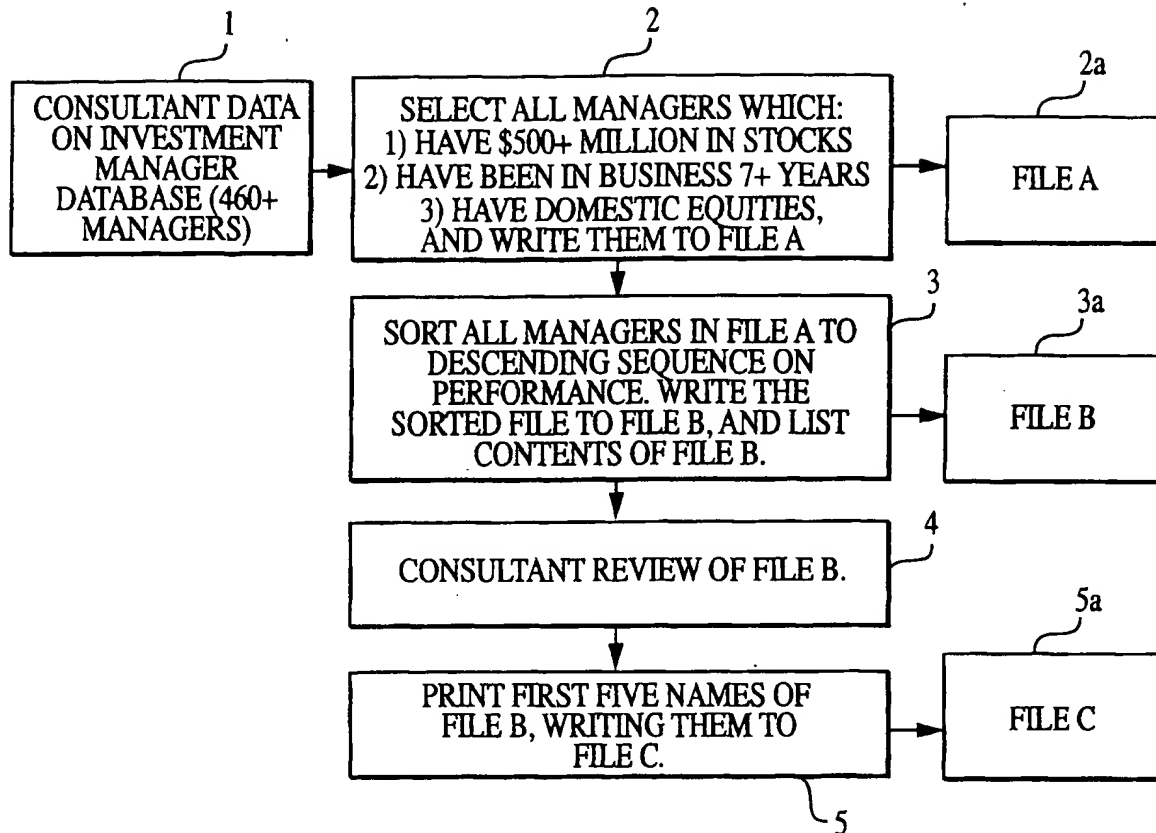 1
CONSULTANT DATA
ON INVESTMENT
MANAGER
DATABASE (460+
MANAGERS)
2
SELECT ALL MANAGERS WHICH:
1) HAVE $500+ MILLION IN STOCKS
2) HAVE BEEN IN BUSINESS 7+ YEARS
3) HAVE DOMESTIC EQUITIES,
AND WRITE THEM TO FILE A
2a
FILE A
3
SORT ALL MANAGERS IN FILE A TO
DESCENDING SEQUENCE ON
PERFORMANCE. WRITE THE
SORTED FILE TO FILE B, AND LIST
CONTENTS OF FILE B.
3a
FILE B
4
CONSULTANT REVIEW OF FILE B.
PRINT FIRST FIVE NAMES OF
FILE B, WRITING THEM TO
FILE C.
5
5a
FILE C